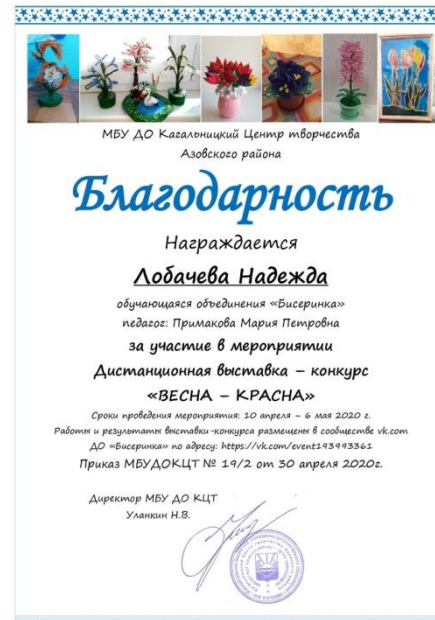 МБУ ДО Кагальницкий Центр творчества
Азовского района
Благодарность
Награждается
Лобачева Надежда
обучающаяся объединения «Бисеринка»
педагог: Примакова Мария Петровна
за участие в мероприятии
Дистанционная выставка – конкурс
«ВЕСНА – КРАСНА»
Сроки проведения мероприятия: 10 апреля – 6 мая 2020 г.
Работы и результаты выставки-конкурса размещены в сообществе vk.com
ДО «Бисеринка» по адресу: https://vk.com/event193993361
Приказ МБУДОКЦТ № 19/2 от 30 апреля 2020г.
Директор МБУ ДО КЦТ
Уланкин Н.В.